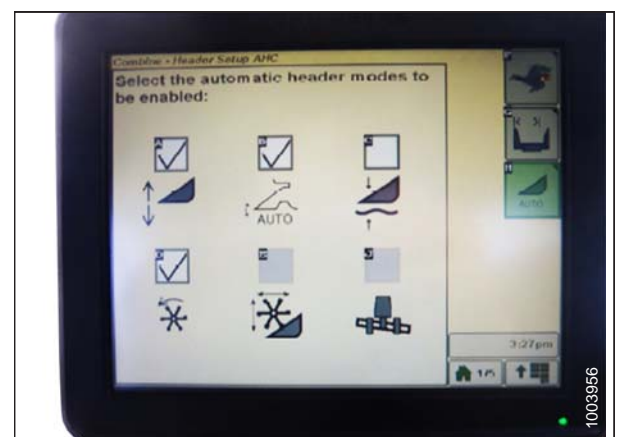 Combine - Header Setup AHC
Select the automatic header modes to
be enabled:
A
B
C
AUTO
D
AUTO
3:27pm
1003956